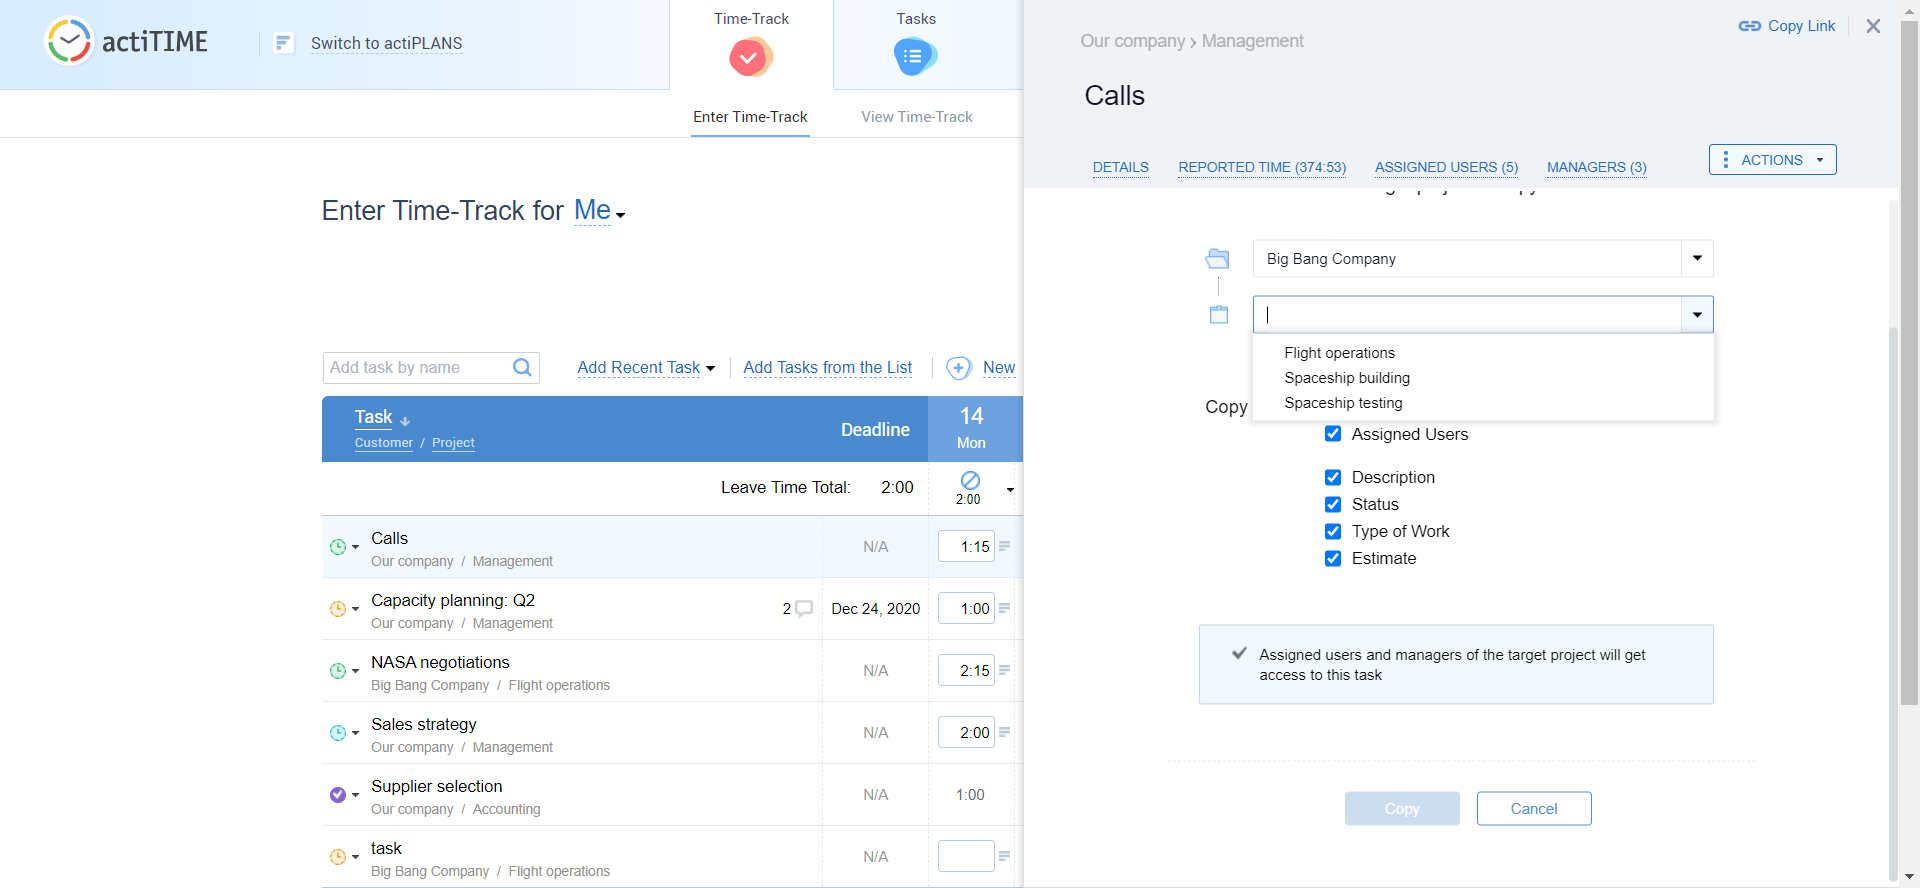 actiTIME
Switch to actiPLANS
Time-Track
Tasks
Enter Time-Track
View Time-Track
Enter Time-Track for Me
Add task by name
Add Recent Task
Add Tasks from the List
New
Task
Customer / Project
Deadline
14
Mon
Leave Time Total: 2:00
2:00
Calls
Our company / Management
N/A
1:15
Capacity planning: Q2
Our company / Management
2
Dec 24, 2020
1:00
NASA negotiations
Big Bang Company / Flight operations
N/A
2:15
Sales strategy
Our company / Management
N/A
2:00
Supplier selection
Our company / Accounting
N/A
1:00
task
Big Bang Company / Flight operations
N/A
Copy Link
Our company › Management
Calls
DETAILS
REPORTED TIME (374:53)
ASSIGNED USERS (5)
MANAGERS (3)
ACTIONS
Big Bang Company
Flight operations
Spaceship building
Spaceship testing
Copy
Assigned Users
Description
Status
Type of Work
Estimate
Assigned users and managers of the target project will get
access to this task
Copy
Cancel